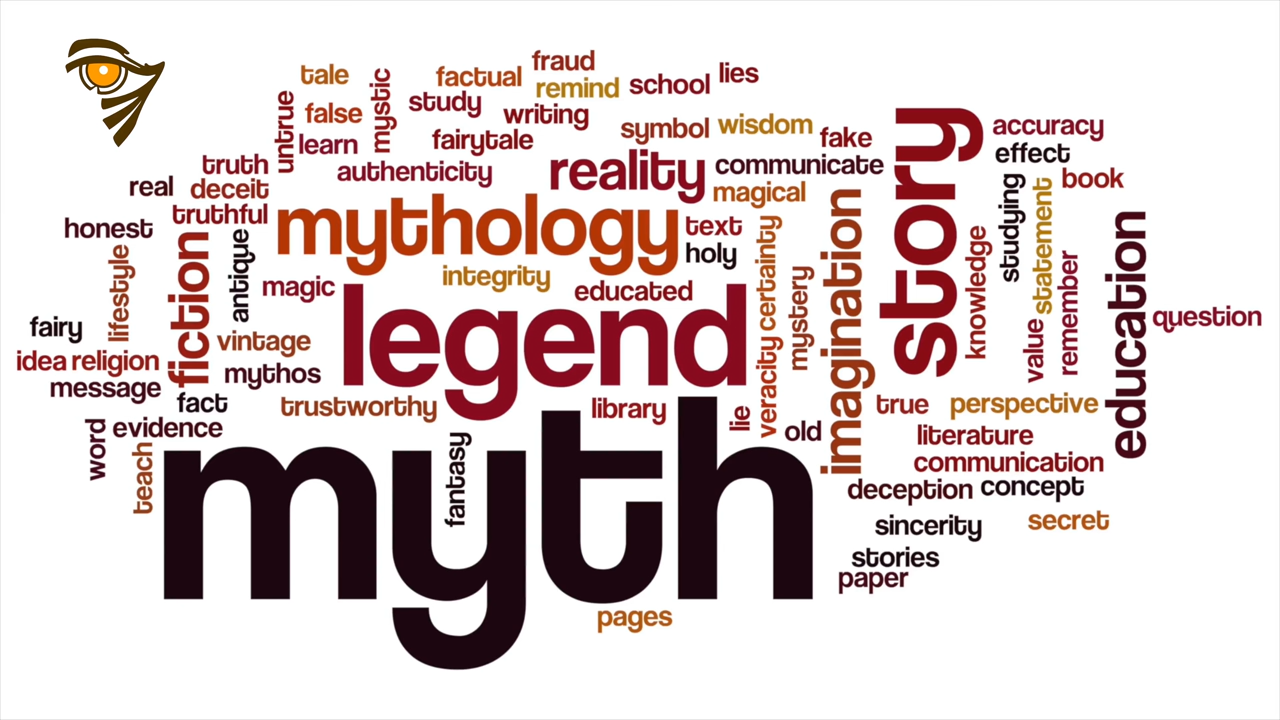 fraud
tale
mystic
factual
remind
school
lies
false
study
writing
untrue
learn
fairytale
symbol
wisdom
fake
story
accuracy
truth
authenticity
reality
communicate
effect
real
deceit
magical
studying
statement
book
honest
truthful
mythology
text
holy
certainty
imagination
knowledge
remember
education
lifestyle
fiction
antique
integrity
mystery
magic
educated
value
question
fairy
vintage
legend
veracity
idea
religion
message
mythos
fact
trustworthy
library
lie
old
true
perspective
word
evidence
teach
fantasy
myth
literature
communication
deception
concept
sincerity
secret
stories
paper
pages